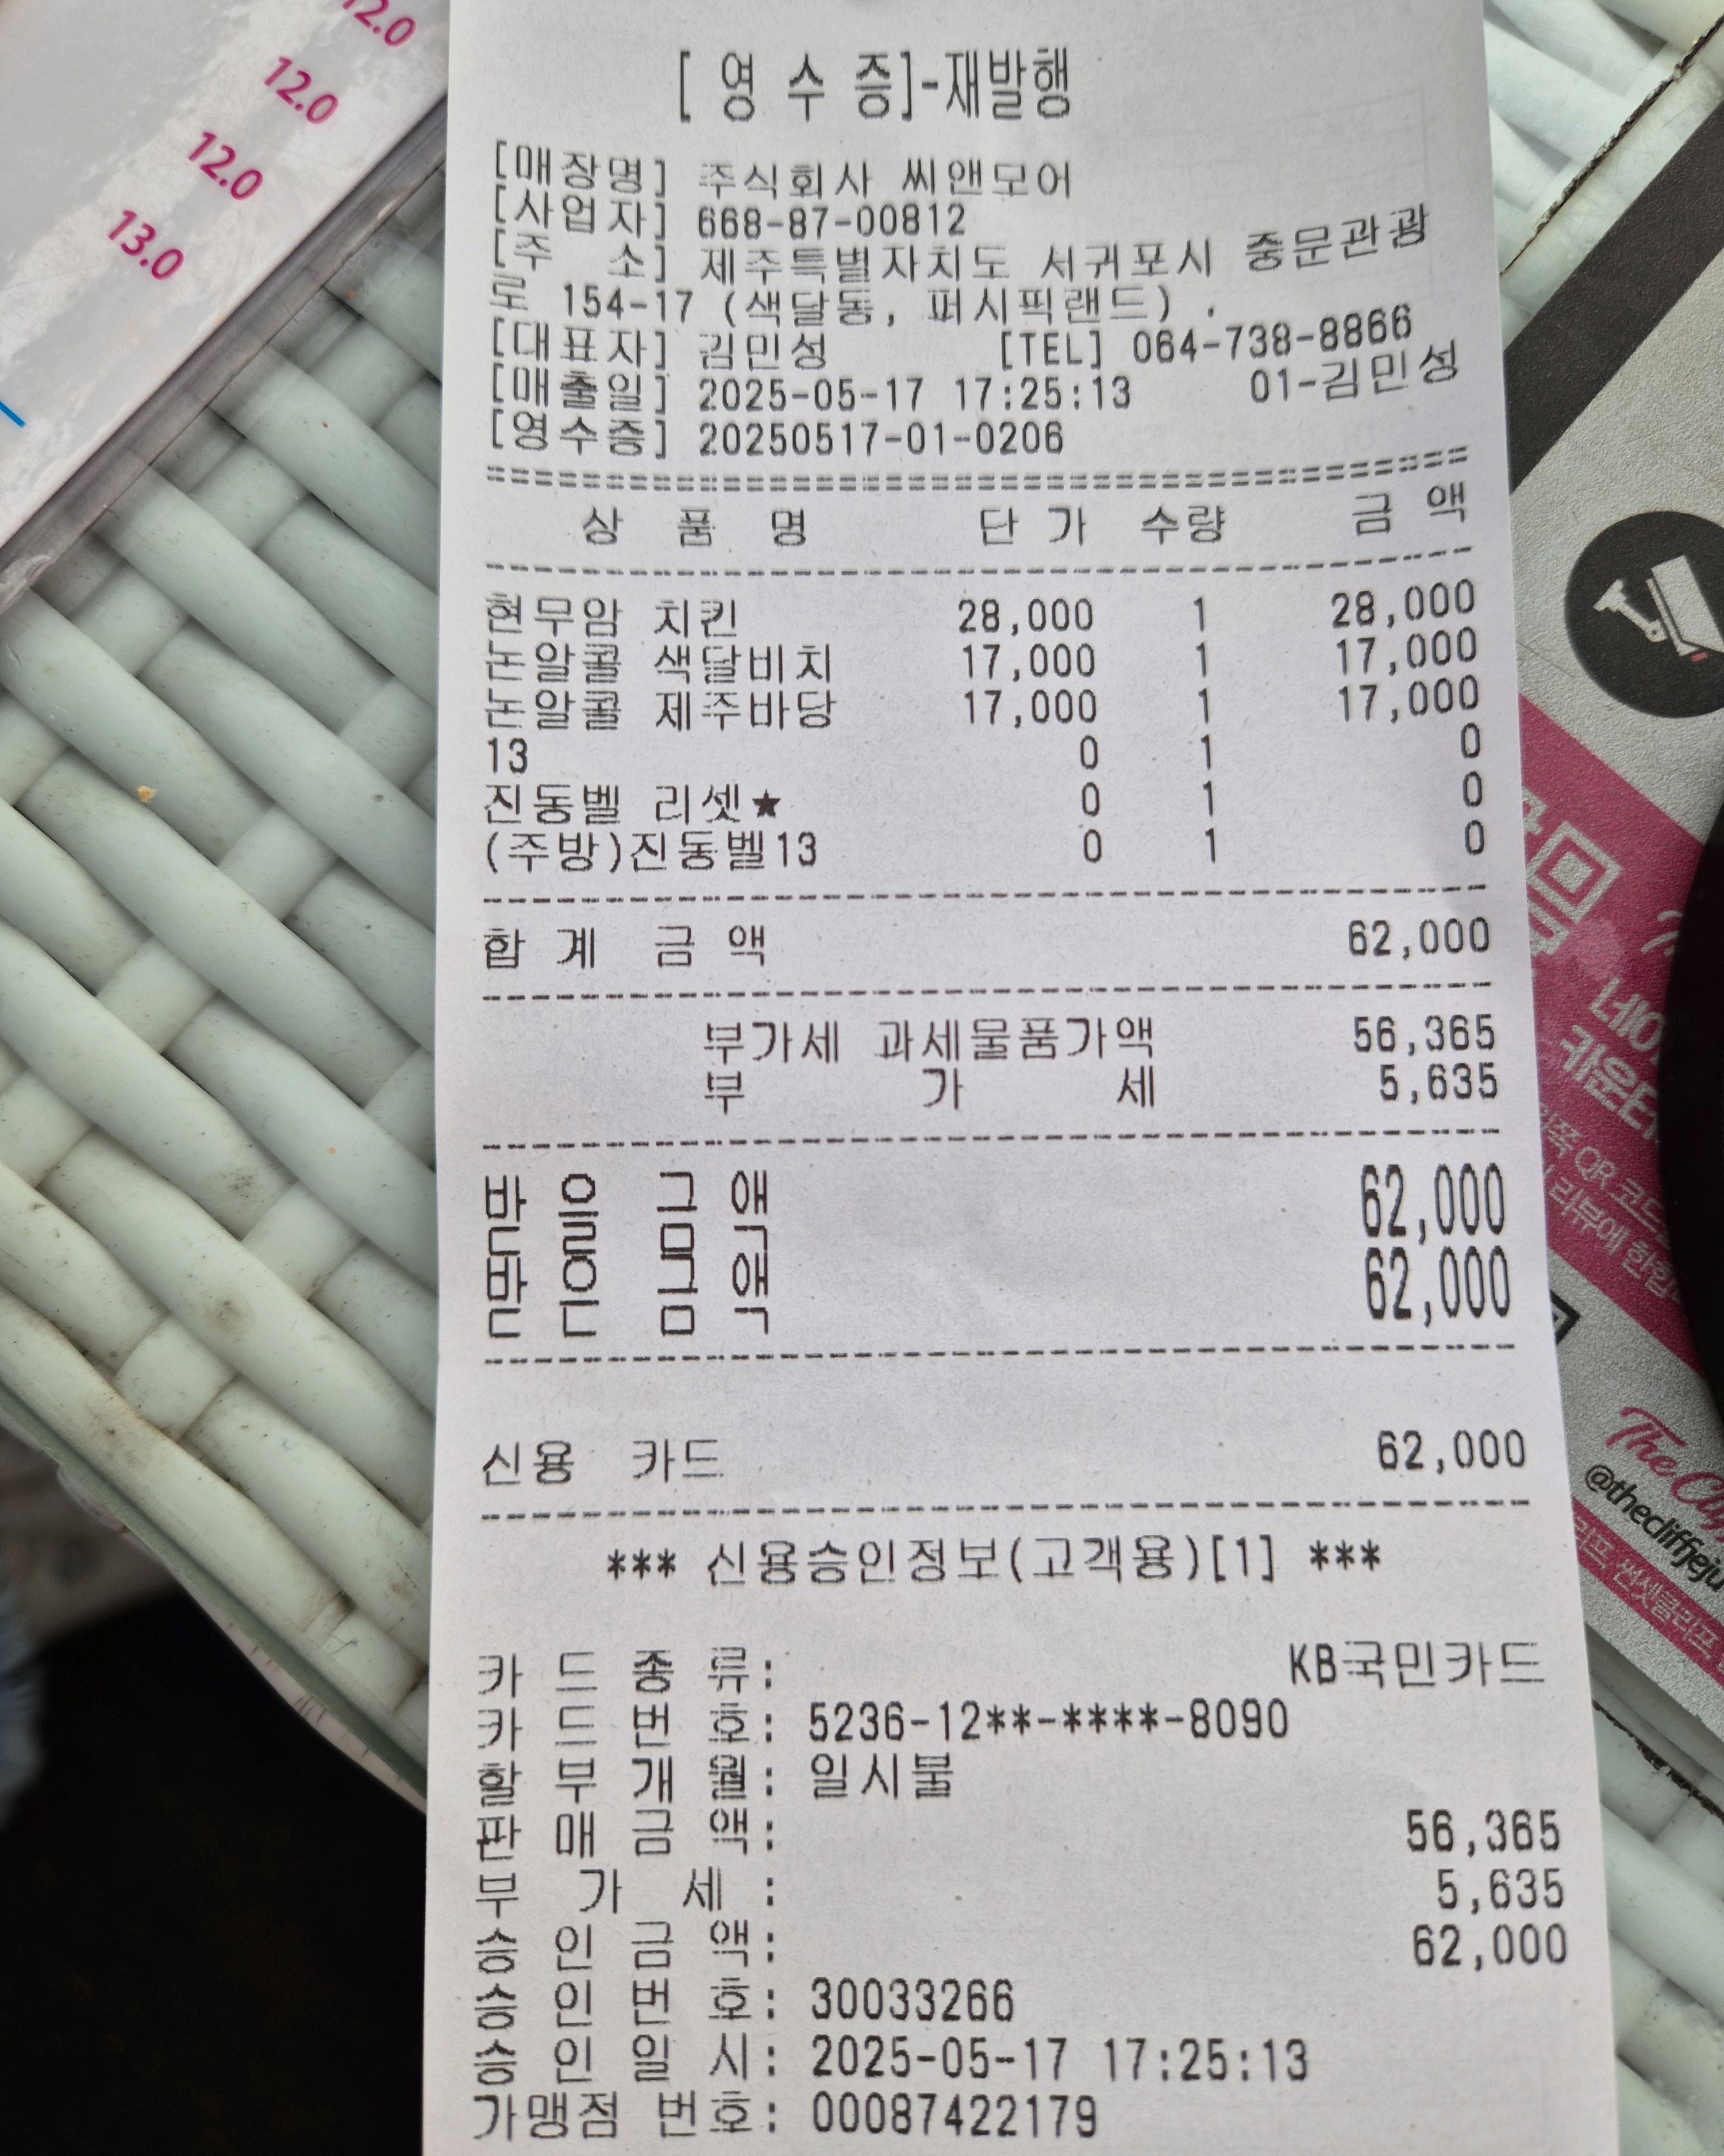 12.0
12.0
12.0
13.0
[ 영 수 증]-재발행
[매장명] 주식회사 씨앤모어
[사업자] 668-87-00812
[주 소] 제주특별자치도 서귀포시 중문관광
로 154-17 (색달동, 퍼시픽랜드) .
[대표자] 김민성 [TEL] 064-738-8866
[매출일] 2025-05-17 17:25:13 01-김민성
[영수증] 20250517-01-0206
상 품 명 단 가 수량 금 액
현무암 치킨 28,000 1 28,000
논알콜 색달비치 17,000 1 17,000
논알콜 제주바당 17,000 1 17,000
13 0 1 0
진동벨 리셋★ 0 1 0
(주방)진동벨13 0 1 0
합 계 금 액 62,000
부가세 과세물품가액 56,365
부 가 세 5,635
받 을 금 액 62,000
받 은 금 액 62,000
신용 카드 62,000
*** 신용승인정보(고객용)[1] ***
카 드 종 류: KB국민카드
카 드 번 호: 5236-12**-****-8090
할 부 개 월: 일시불
판 매 금 액: 56,365
부 가 세 : 5,635
승 인 금 액: 62,000
승 인 번 호: 30033266
승 인 일 시: 2025-05-17 17:25:13
가맹점 번호: 00087422179
QR 코드
리뷰에
The
@thecliffjeju
썬셋클리프